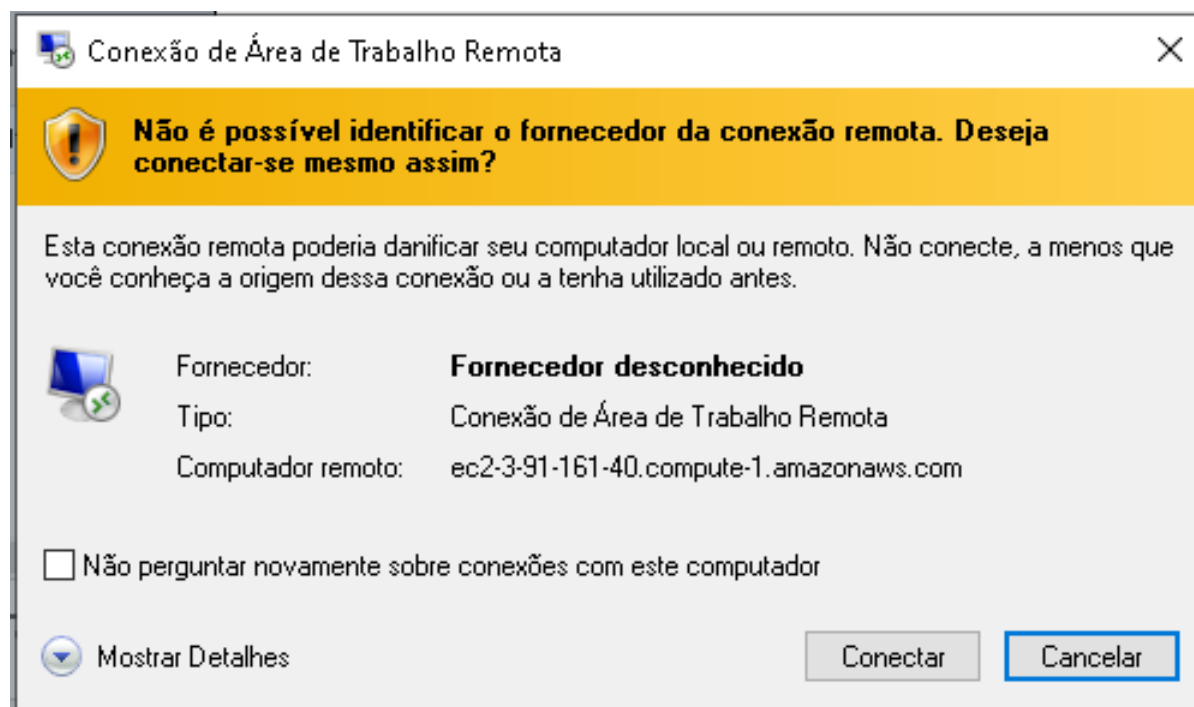 Conexão de Área de Trabalho Remota
Não é possível identificar o fornecedor da conexão remota. Deseja
conectar-se mesmo assim?
Esta conexão remota poderia danificar seu computador local ou remoto. Não conecte, a menos que
você conheça a origem dessa conexão ou a tenha utilizado antes.
Fornecedor: Fornecedor desconhecido
Tipo: Conexão de Área de Trabalho Remota
Computador remoto: ec2-3-91-161-40.compute-1.amazonaws.com
Não perguntar novamente sobre conexões com este computador
Mostrar Detalhes Conectar Cancelar